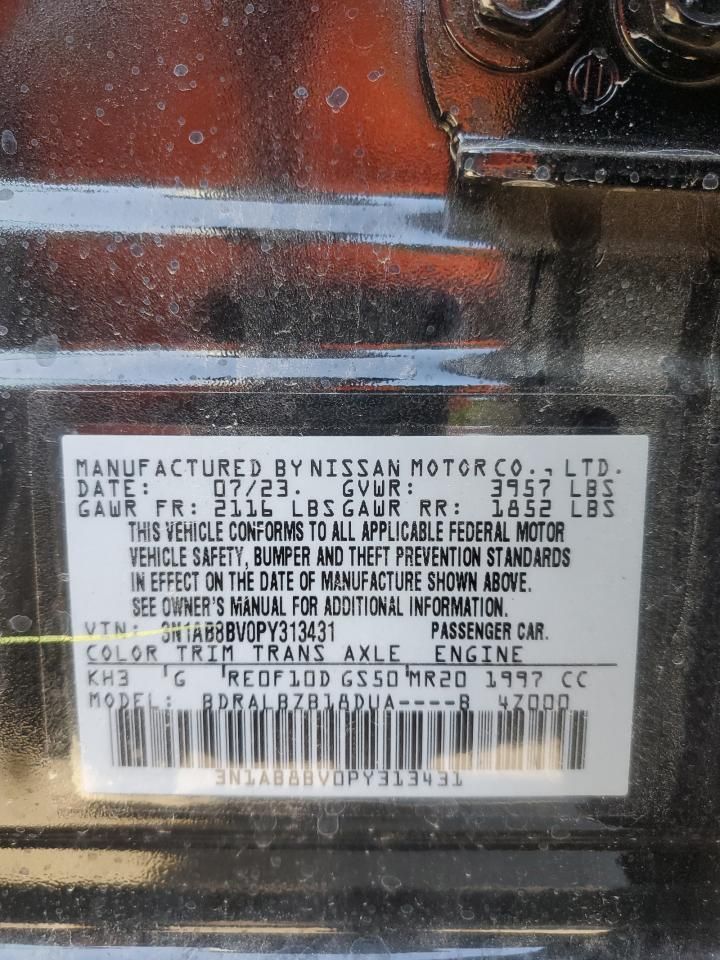 MANUFACTURED BY NISSAN MOTOR CO., LTD.
DATE: 07/23. GVWR: 3957 LBS
GAWR FR: 2116 LBS GAWR RR: 1852 LBS
THIS VEHICLE CONFORMS TO ALL APPLICABLE FEDERAL MOTOR
VEHICLE SAFETY, BUMPER AND THEFT PREVENTION STANDARDS
IN EFFECT ON THE DATE OF MANUFACTURE SHOWN ABOVE.
SEE OWNER'S MANUAL FOR ADDITIONAL INFORMATION.
VIN: 3N1AB8BV0PY313431 PASSENGER CAR.
COLOR TRIM TRANS AXLE ENGINE
KH3 G RE0F10D GS50 MR20 1997 CC
MODEL: BDRALBZB18DUA----B 4Z000
3N1AB8BV0PY313431